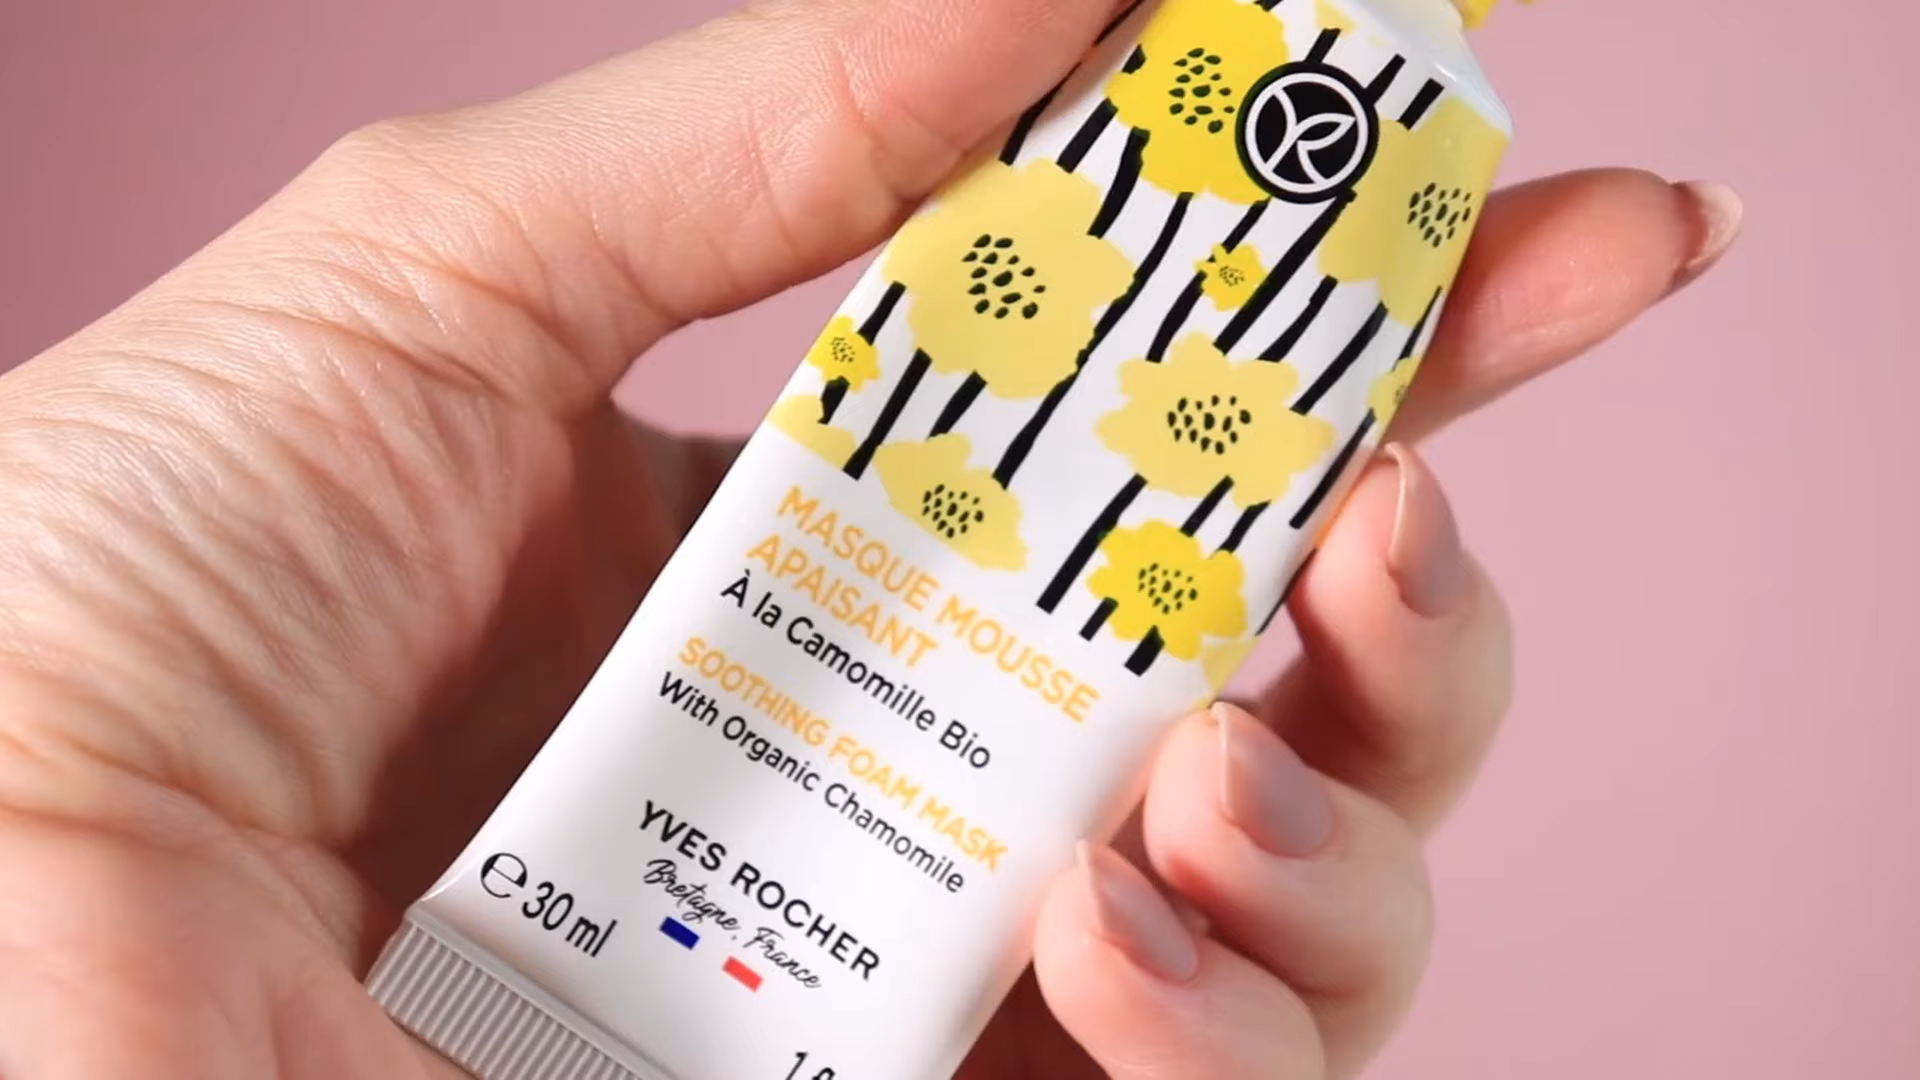 MASQUE MOUSSE
APAISANT
À la Camomille Bio
SOOTHING FOAM MASK
With Organic Chamomile
YVES ROCHER
Bretagne, France
℮ 30 ml